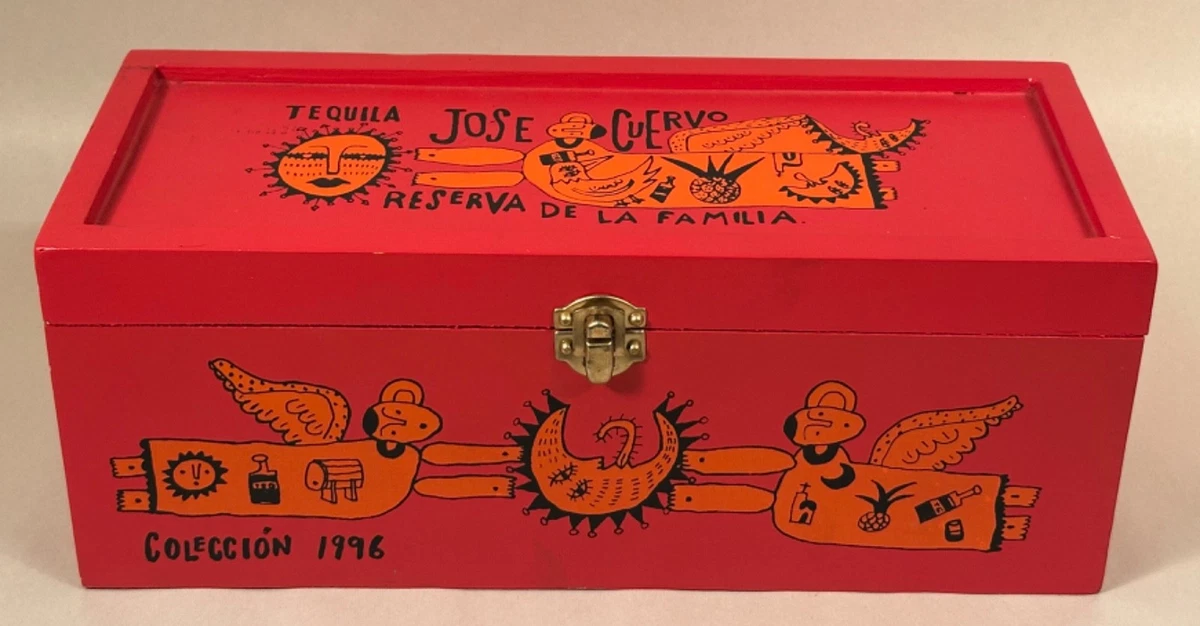 TEQUILA JOSE CUERVO
RESERVA DE LA FAMILIA.
COLECCIÓN 1996